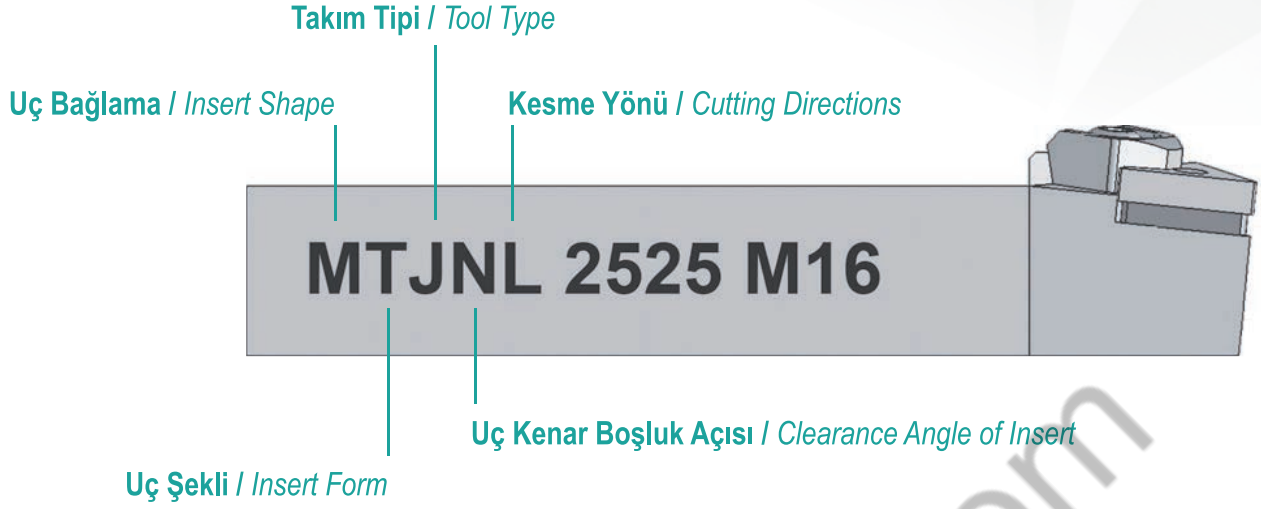 Takım Tipi / Tool Type
Uç Bağlama / Insert Shape
Kesme Yönü / Cutting Directions
MTJNL 2525 M16
Uç Kenar Boşluk Açısı / Clearance Angle of Insert
Uç Şekli / Insert Form
om